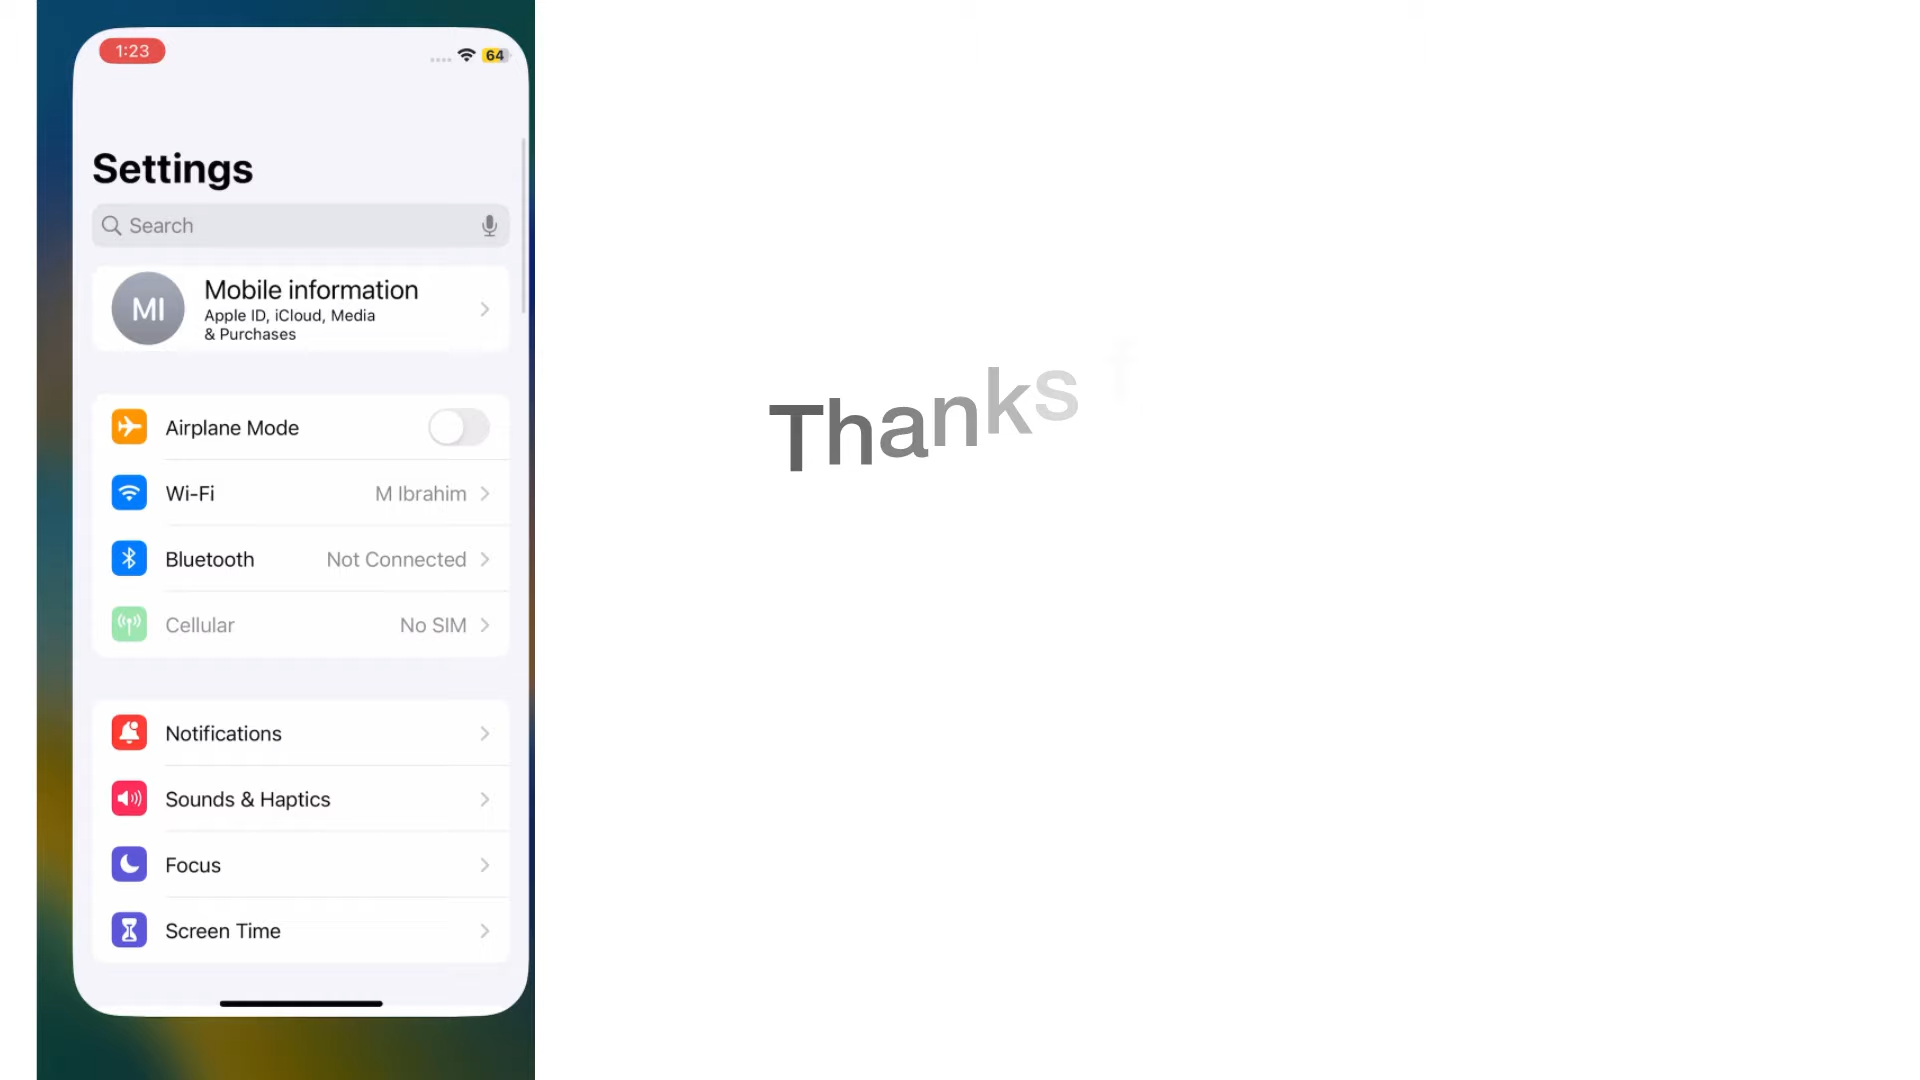 1:23
64
Settings
Search
MI
Mobile information
Apple ID, iCloud, Media
& Purchases
Airplane Mode
Wi-Fi M Ibrahim
Bluetooth Not Connected
Cellular No SIM
Notifications
Sounds & Haptics
Focus
Screen Time
Thanks f